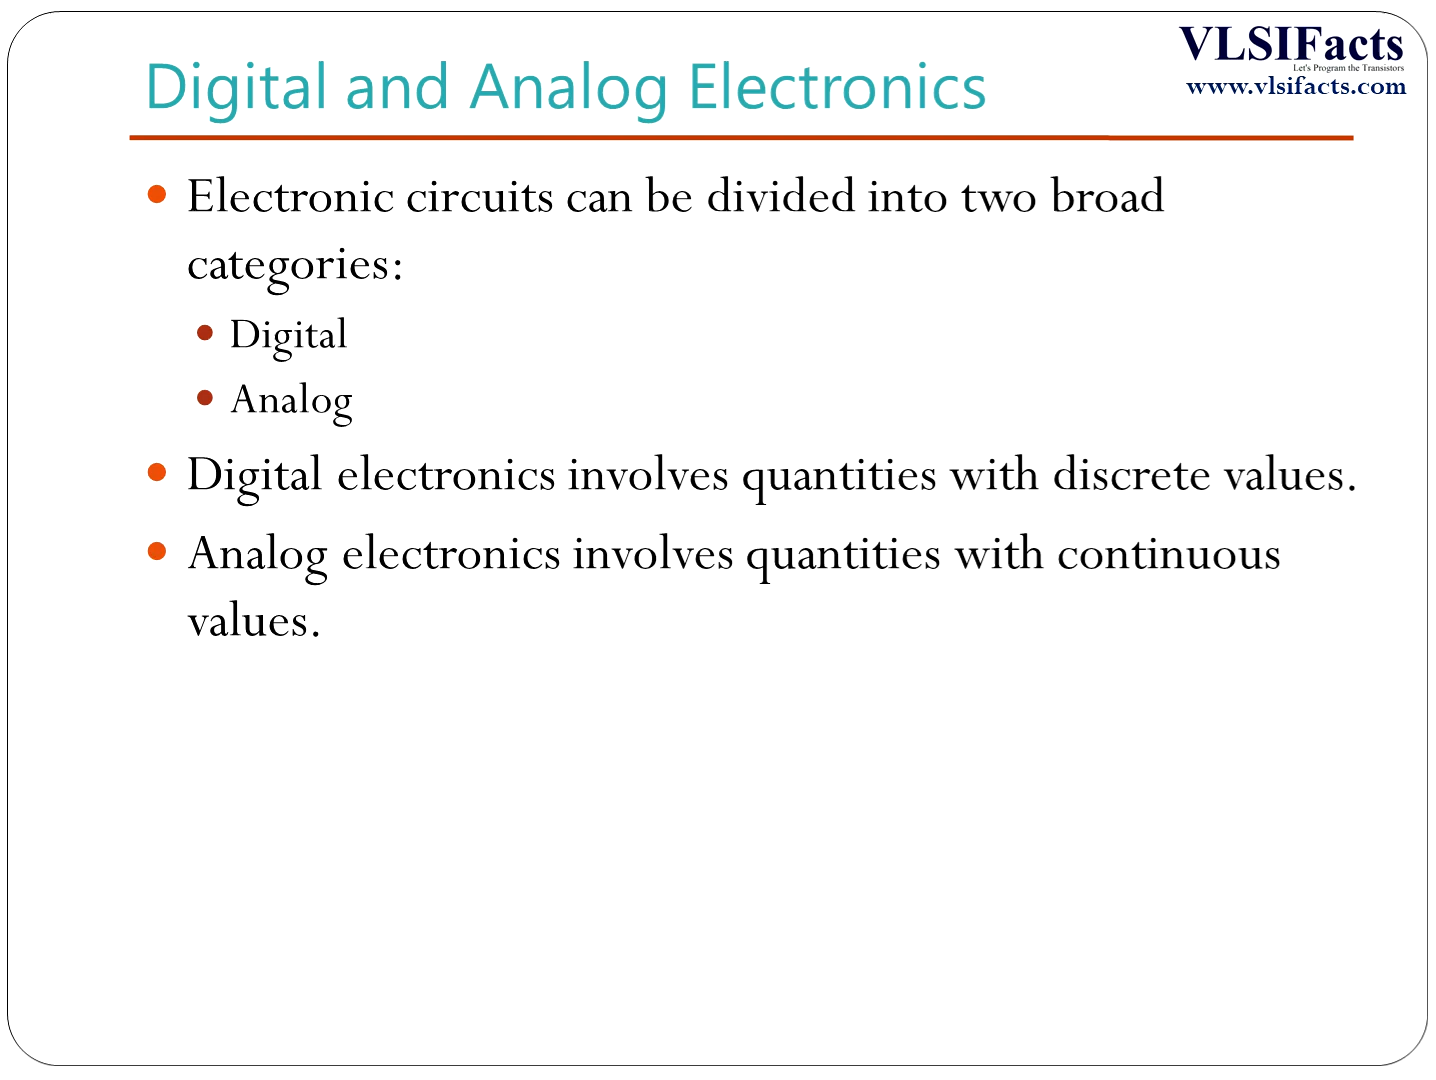 VLSIFacts
Let's Program the Transistors
www.vlsifacts.com
Digital and Analog Electronics
Electronic circuits can be divided into two broad
categories:
Digital
Analog
Digital electronics involves quantities with discrete values.
Analog electronics involves quantities with continuous
values.